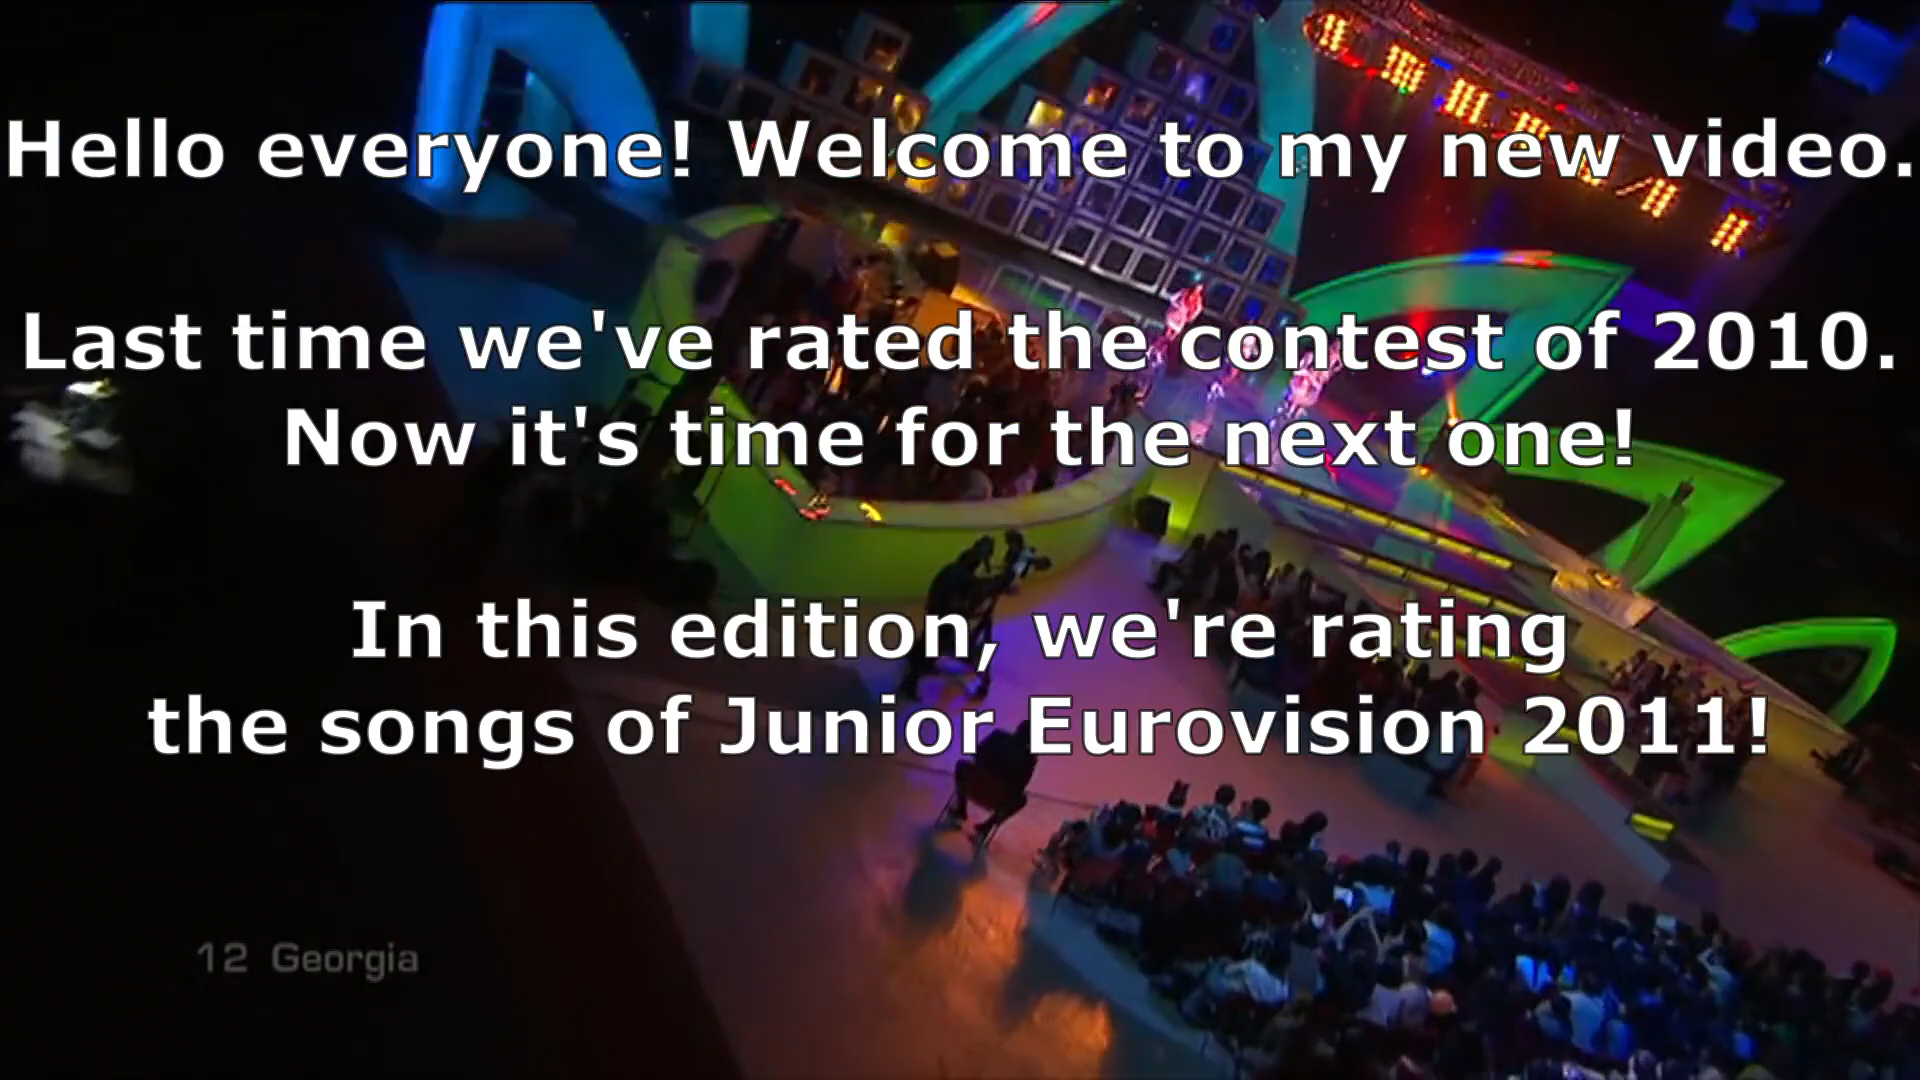 Hello everyone! Welcome to my new video.
Last time we've rated the contest of 2010.
Now it's time for the next one!
In this edition, we're rating
the songs of Junior Eurovision 2011!
12 Georgia